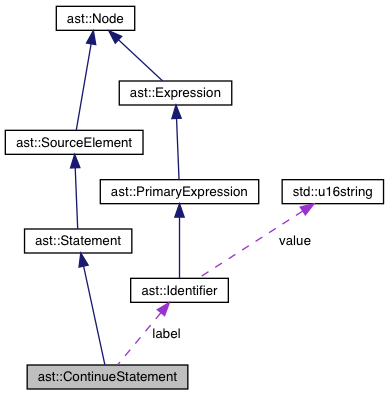 ast::Node
ast::Expression
ast::SourceElement
ast::PrimaryExpression
std::u16string
ast::Statement
value
ast::Identifier
label
ast::ContinueStatement